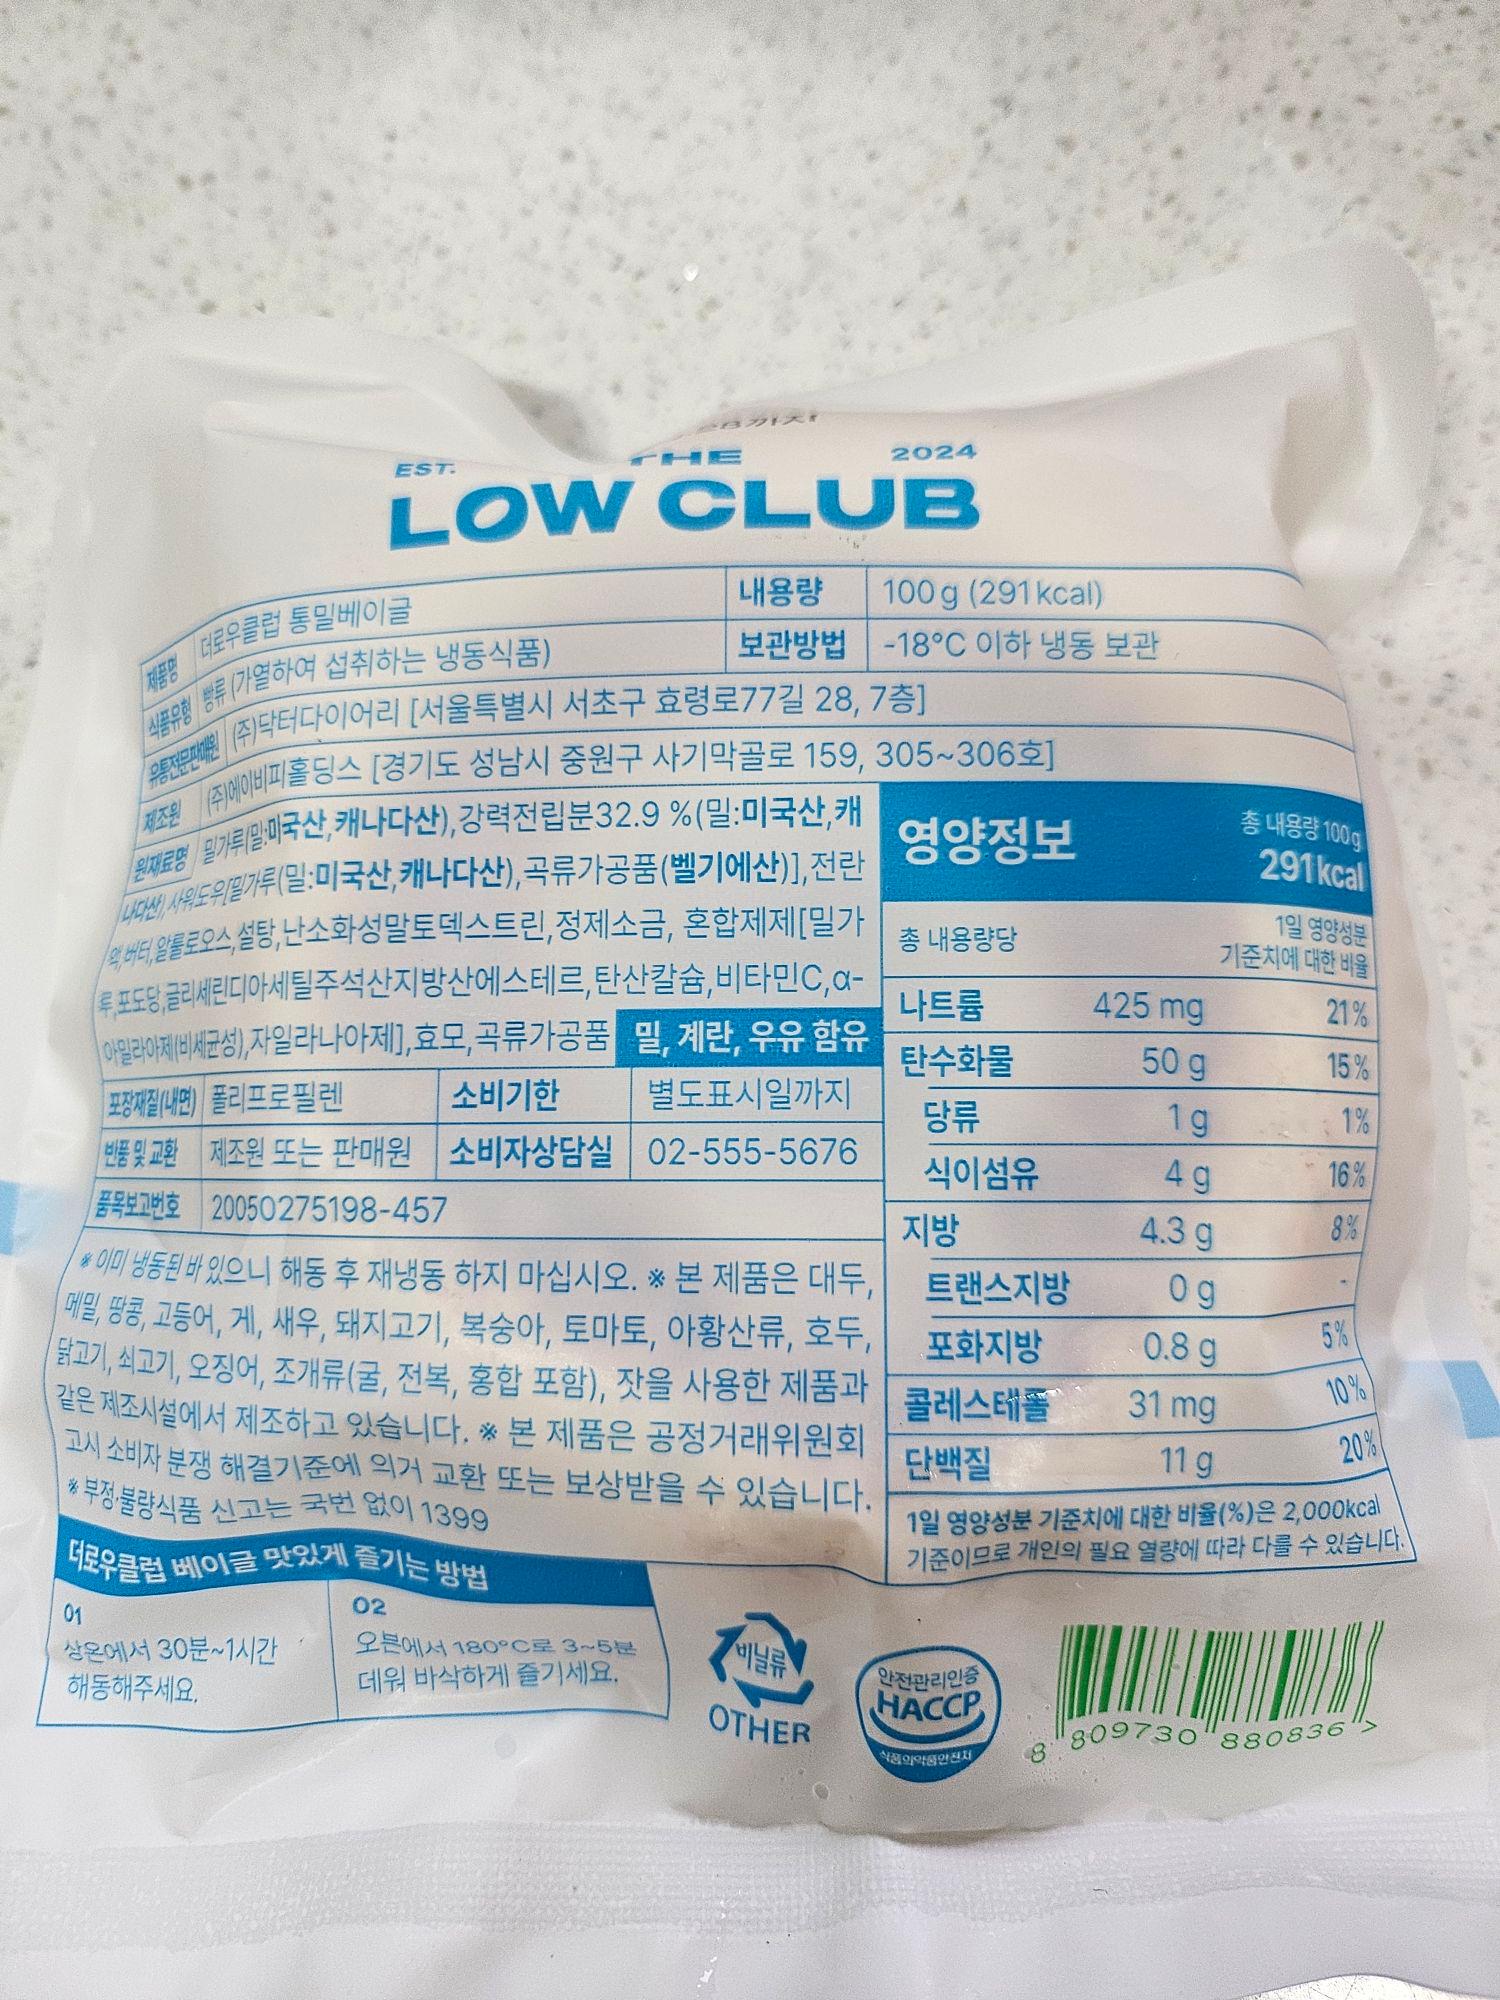 EST. THE 2024
LOW CLUB
제품명 더로우클럽 통밀베이글 내용량 100 g (291 kcal)
식품유형 빵류 (가열하여 섭취하는 냉동식품) 보관방법 -18°C 이하 냉동 보관
유통전문판매원 (주)닥터다이어리 [서울특별시 서초구 효령로77길 28, 7층]
제조원 (주)에이비피홀딩스 [경기도 성남시 중원구 사기막골로 159, 305~306호]
원재료명 밀가루(밀:미국산,캐나다산),강력전립분32.9 %(밀:미국산,캐
나다산),사워도우[밀가루(밀:미국산,캐나다산),곡류가공품(벨기에산)],전란
액,버터,알룰로오스,설탕,난소화성말토덱스트린,정제소금, 혼합제제[밀가
루,포도당,글리세린디아세틸주석산지방산에스테르,탄산칼슘,비타민C,α-
아밀라아제(비세균성),자일라나아제],효모,곡류가공품 밀, 계란, 우유 함유
포장재질(내면) 폴리프로필렌 소비기한 별도표시일까지
반품 및 교환 제조원 또는 판매원 소비자상담실 02-555-5676
품목보고번호 20050275198-457
※ 이미 냉동된 바 있으니 해동 후 재냉동 하지 마십시오. ※ 본 제품은 대두,
메밀, 땅콩, 고등어, 게, 새우, 돼지고기, 복숭아, 토마토, 아황산류, 호두,
닭고기, 쇠고기, 오징어, 조개류(굴, 전복, 홍합 포함), 잣을 사용한 제품과
같은 제조시설에서 제조하고 있습니다. ※ 본 제품은 공정거래위원회
고시 소비자 분쟁 해결기준에 의거 교환 또는 보상받을 수 있습니다.
※ 부정·불량식품 신고는 국번 없이 1399
영양정보 총 내용량 100 g
291 kcal
총 내용량당 1일 영양성분
기준치에 대한 비율
나트륨 425 mg 21 %
탄수화물 50 g 15 %
당류 1 g 1 %
식이섬유 4 g 16 %
지방 4.3 g 8 %
트랜스지방 0 g -
포화지방 0.8 g 5 %
콜레스테롤 31 mg 10 %
단백질 11 g 20 %
1일 영양성분 기준치에 대한 비율(%)은 2,000kcal
기준이므로 개인의 필요 열량에 따라 다를 수 있습니다.
더로우클럽 베이글 맛있게 즐기는 방법
01
상온에서 30분~1시간
해동해주세요.
02
오븐에서 180°C로 3~5분
데워 바삭하게 즐기세요.
비닐류
OTHER
안전관리인증
HACCP
식품의약품안전처
8 809730 880836 >